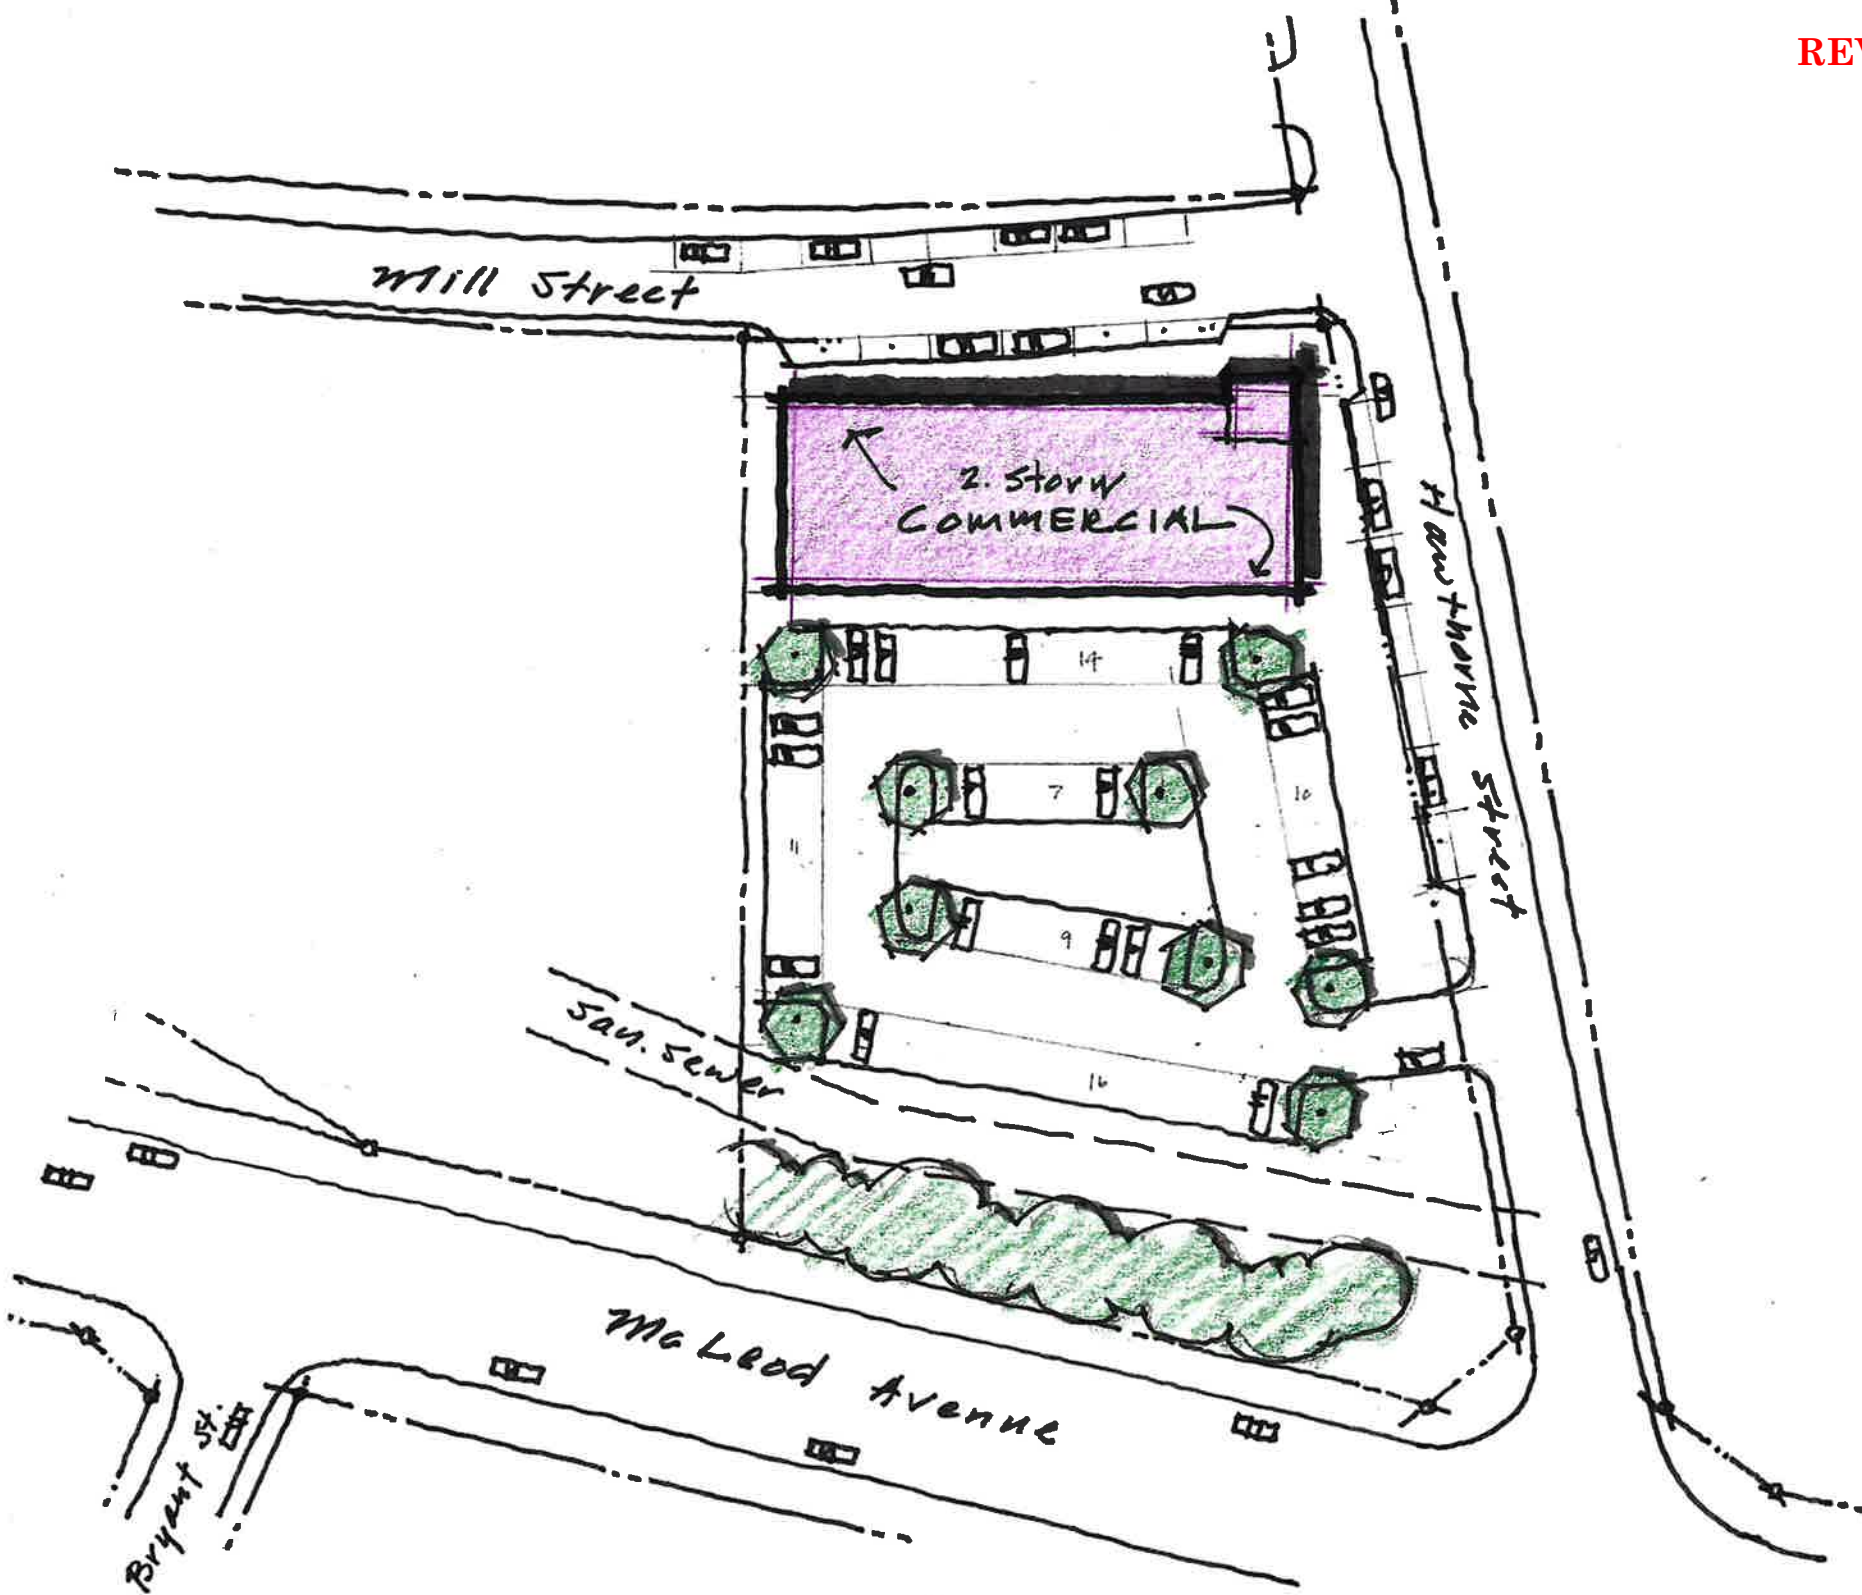 REV
Mill Street
2. Story
COMMERCIAL
Hawthorne Street
14
7
10
11
9
San. Sewer
16
McLeod Avenue
Bryant St.